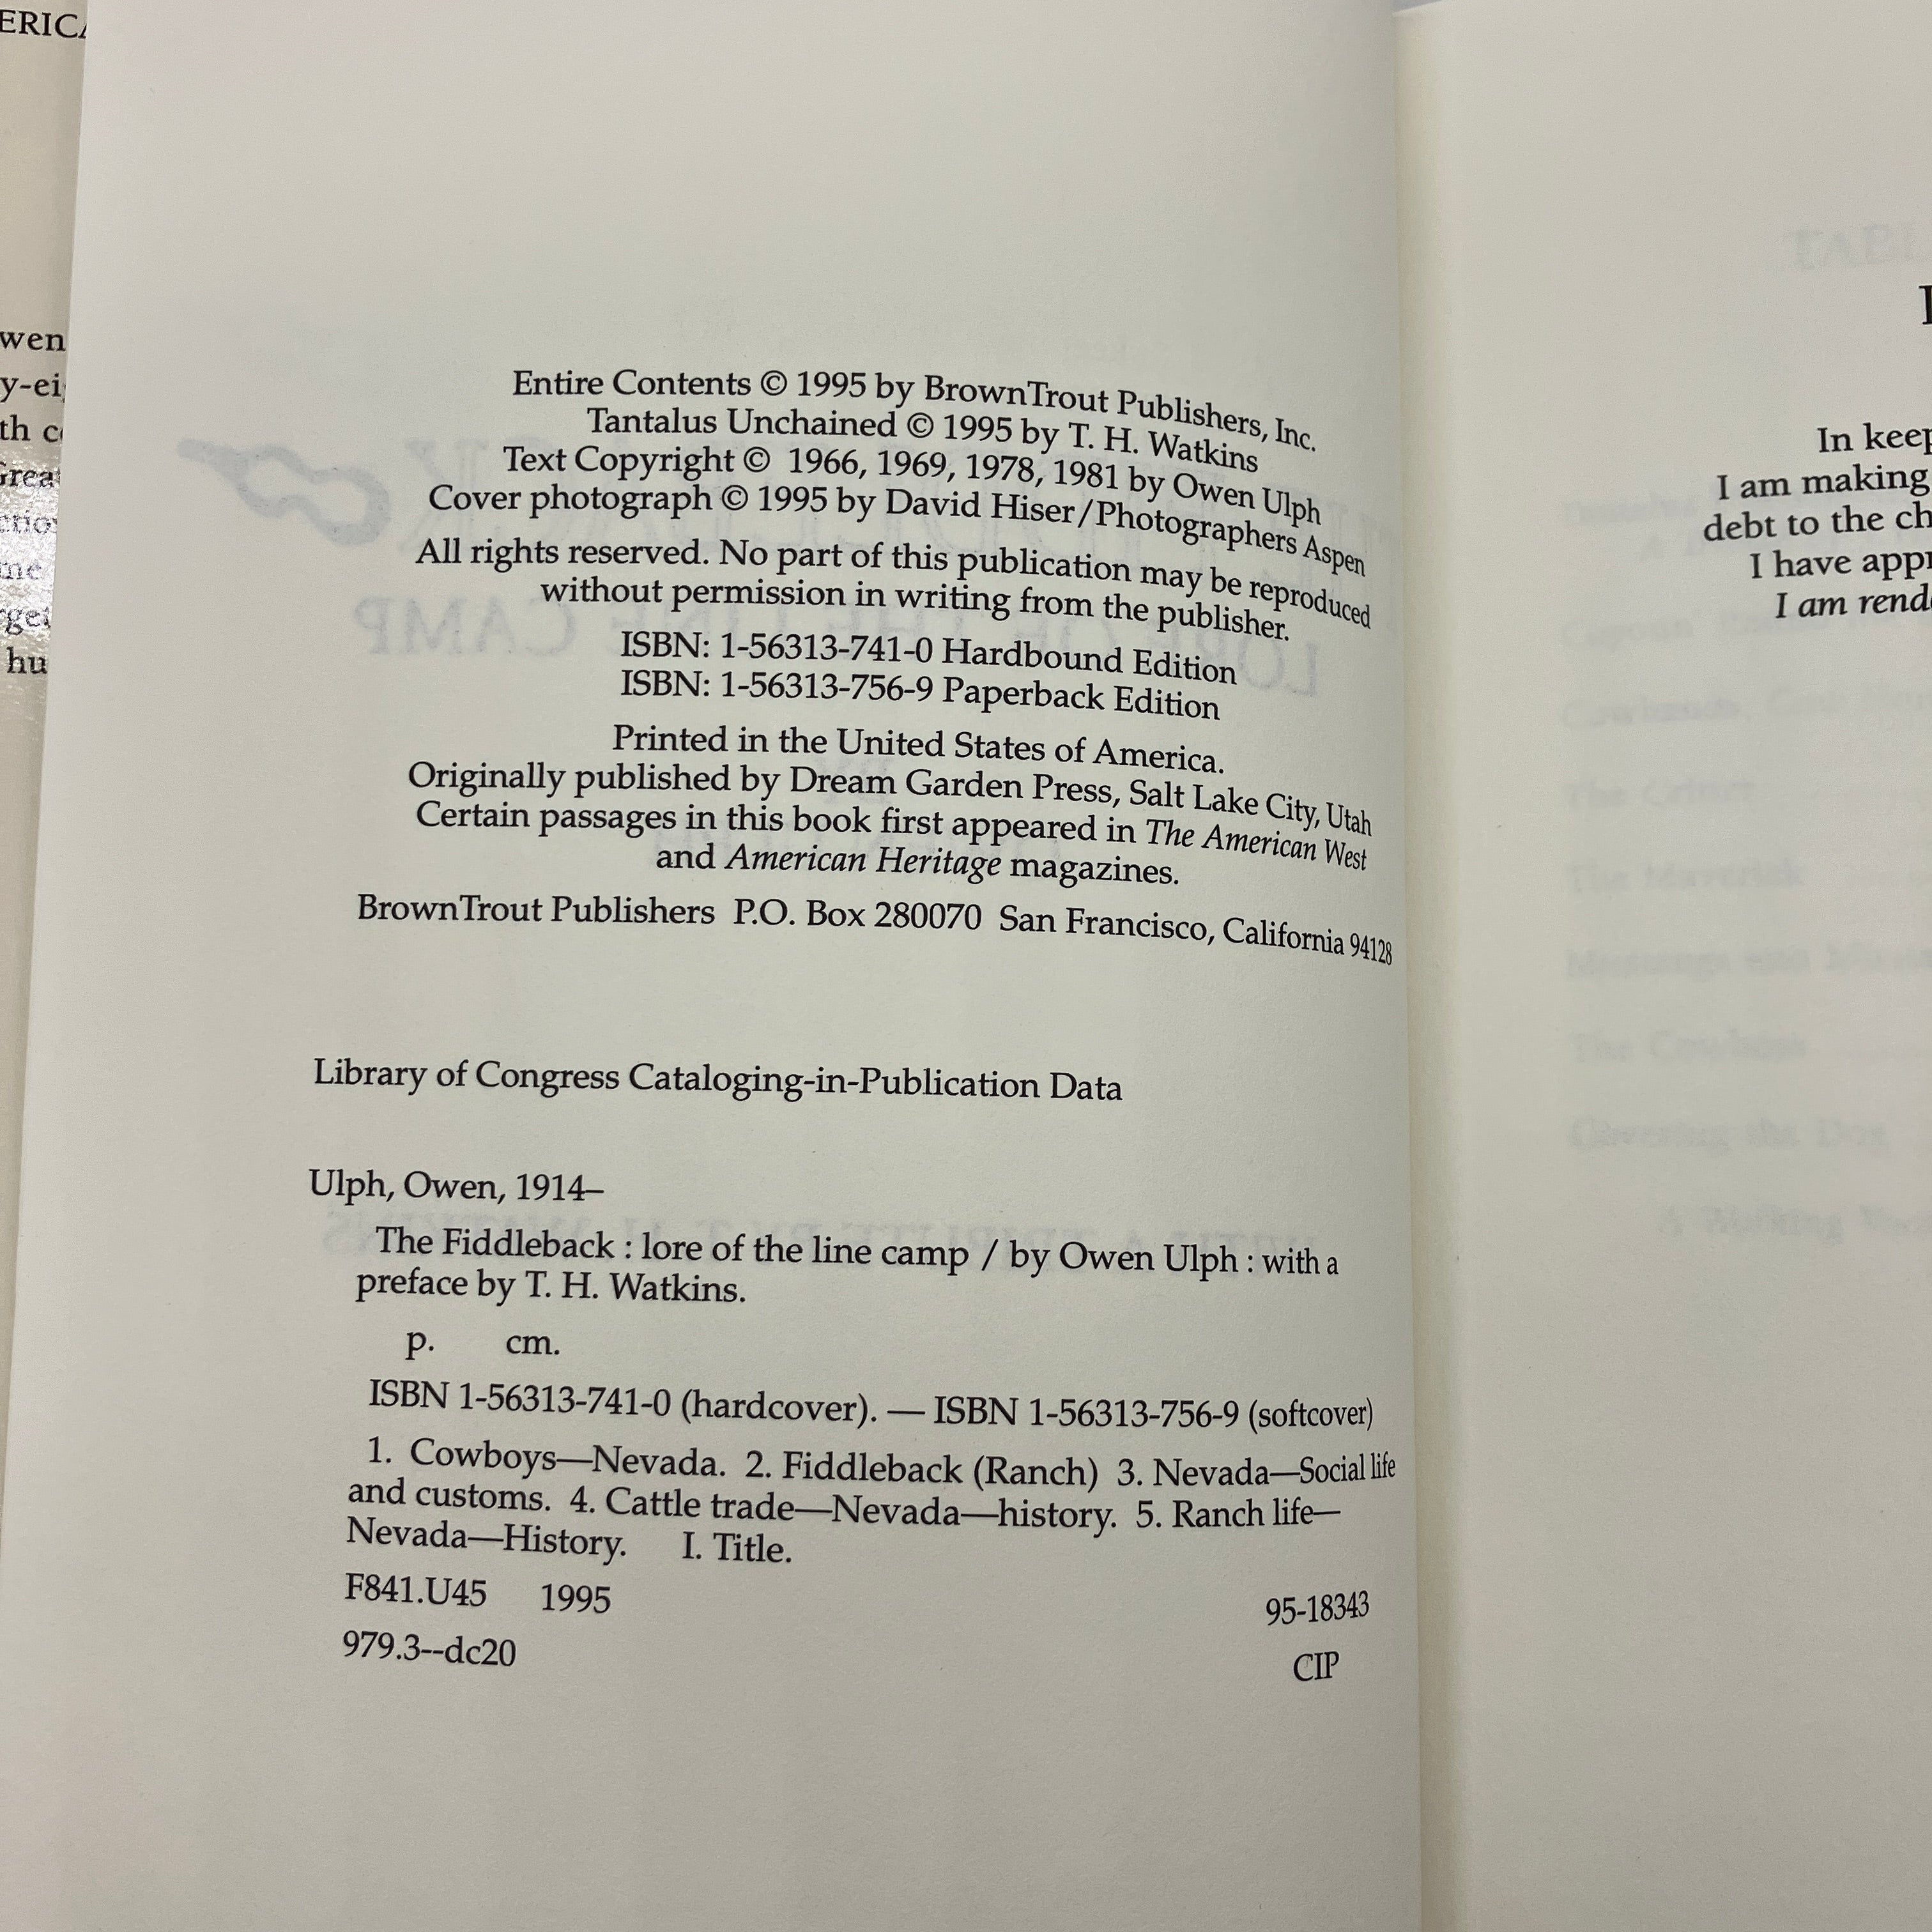 ERICA
wen
y-ei
th c
Grea
ctio
me
rget
hu
Entire Contents © 1995 by BrownTrout Publishers, Inc.
Tantalus Unchained © 1995 by T. H. Watkins
Text Copyright © 1966, 1969, 1978, 1981 by Owen Ulph
Cover photograph © 1995 by David Hiser/Photographers Aspen
All rights reserved. No part of this publication may be reproduced
without permission in writing from the publisher.
ISBN: 1-56313-741-0 Hardbound Edition
ISBN: 1-56313-756-9 Paperback Edition
Printed in the United States of America.
Originally published by Dream Garden Press, Salt Lake City, Utah
Certain passages in this book first appeared in The American West
and American Heritage magazines.
BrownTrout Publishers P.O. Box 280070 San Francisco, California 94128
Library of Congress Cataloging-in-Publication Data
Ulph, Owen, 1914–
The Fiddleback : lore of the line camp / by Owen Ulph : with a
preface by T. H. Watkins.
p. cm.
ISBN 1-56313-741-0 (hardcover). — ISBN 1-56313-756-9 (softcover)
1. Cowboys—Nevada. 2. Fiddleback (Ranch) 3. Nevada—Social life
and customs. 4. Cattle trade—Nevada—history. 5. Ranch life—
Nevada—History. I. Title.
F841.U45 1995 95-18343
979.3--dc20 CIP
In keep
I am making
debt to the ch
I have appr
I am rend